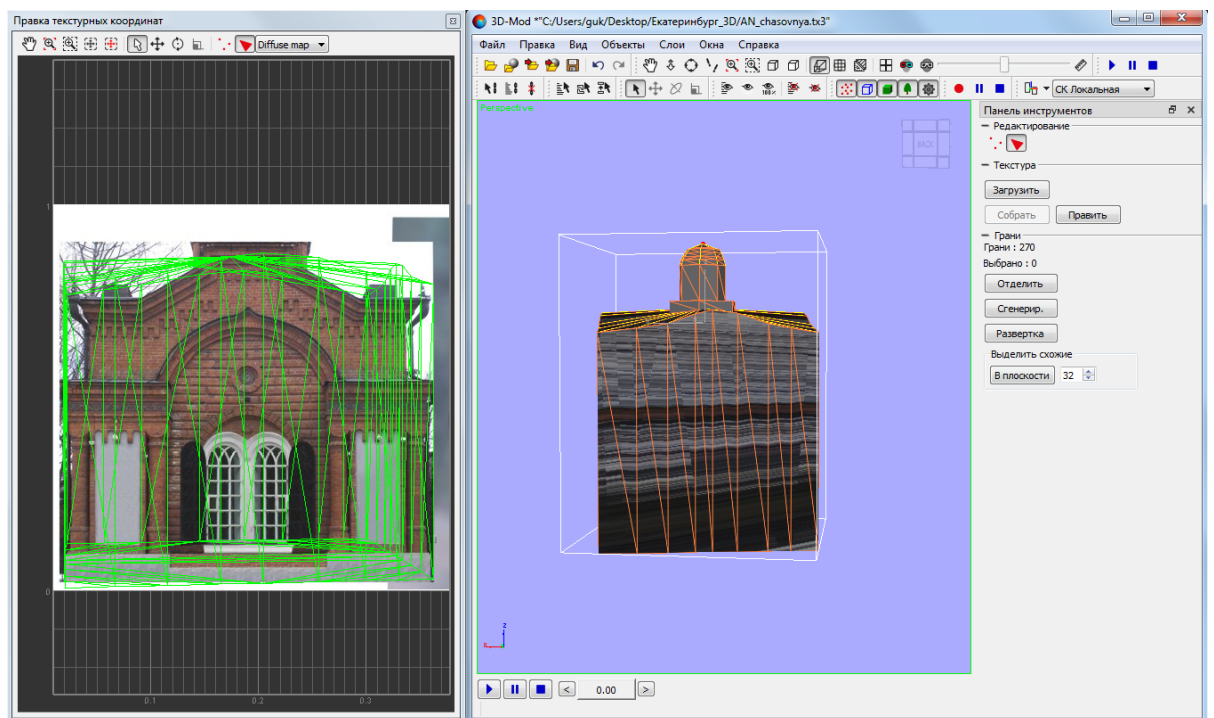 Правка текстурных координат
Diffuse map
1
0
0.1 0.2 0.3
3D-Mod *"C:/Users/guk/Desktop/Екатеринбург_3D/AN_chasovnya.tx3"
Файл Правка Вид Объекты Слои Окна Справка
100%
СК Локальная
Perspective
BACK
z
x
< 0.00 >
Панель инструментов
Редактирование
Текстура
Загрузить
Собрать Править
Грани
Грани : 270
Выбрано : 0
Отделить
Сгенерир.
Развертка
Выделить схожие
В плоскости 32